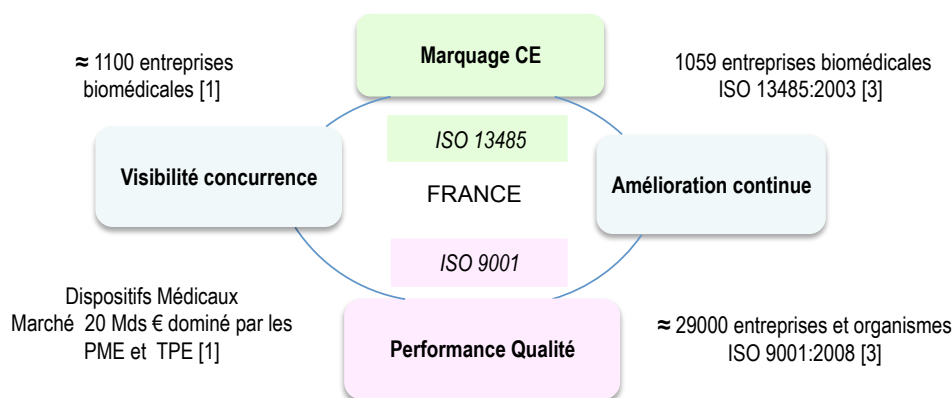 Marquage CE
≈ 1100 entreprises
biomédicales [1]
1059 entreprises biomédicales
ISO 13485:2003 [3]
ISO 13485
Visibilité concurrence
FRANCE
Amélioration continue
ISO 9001
Dispositifs Médicaux
Marché 20 Mds € dominé par les
PME et TPE [1]
Performance Qualité
≈ 29000 entreprises et organismes
ISO 9001:2008 [3]